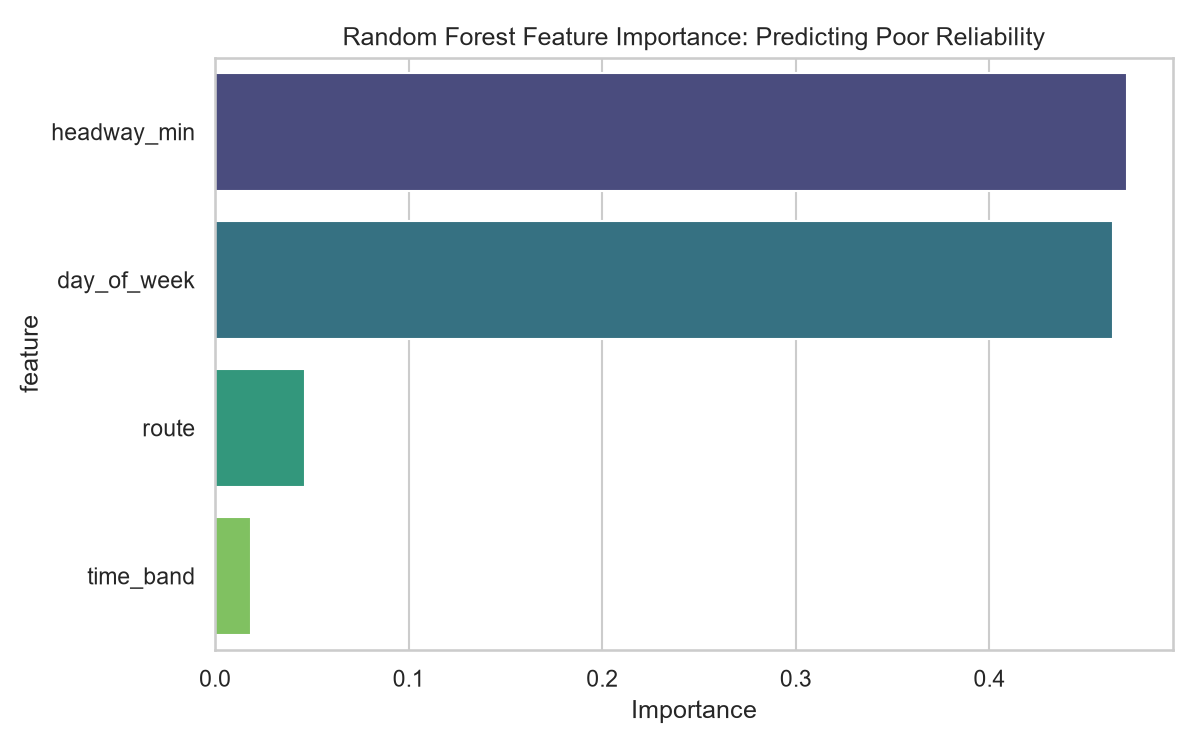 Random Forest Feature Importance: Predicting Poor Reliability
headway_min
day_of_week
feature
route
time_band
0.0 0.1 0.2 0.3 0.4
Importance